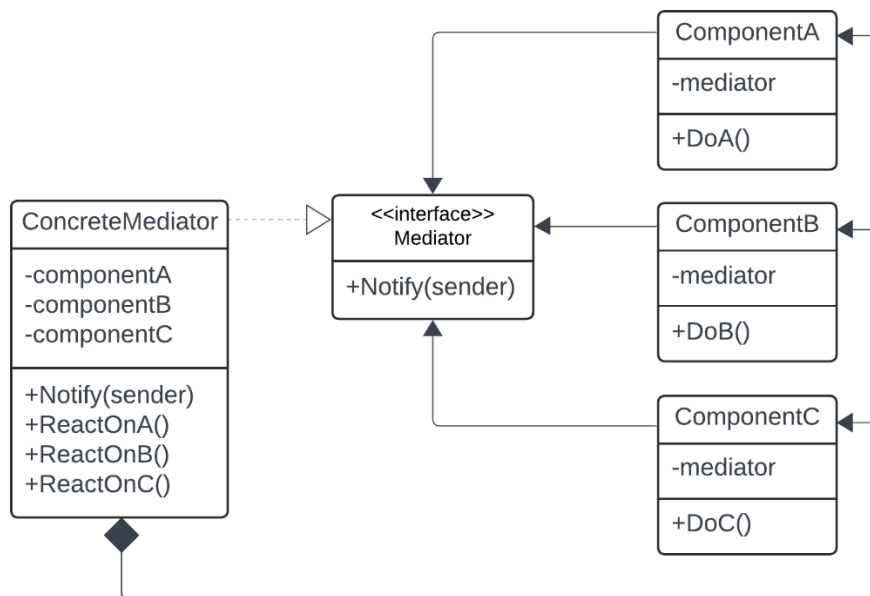 ConcreteMediator
-componentA
-componentB
-componentC
+Notify(sender)
+ReactOnA()
+ReactOnB()
+ReactOnC()
<<interface>>
Mediator
+Notify(sender)
ComponentA
-mediator
+DoA()
ComponentB
-mediator
+DoB()
ComponentC
-mediator
+DoC()